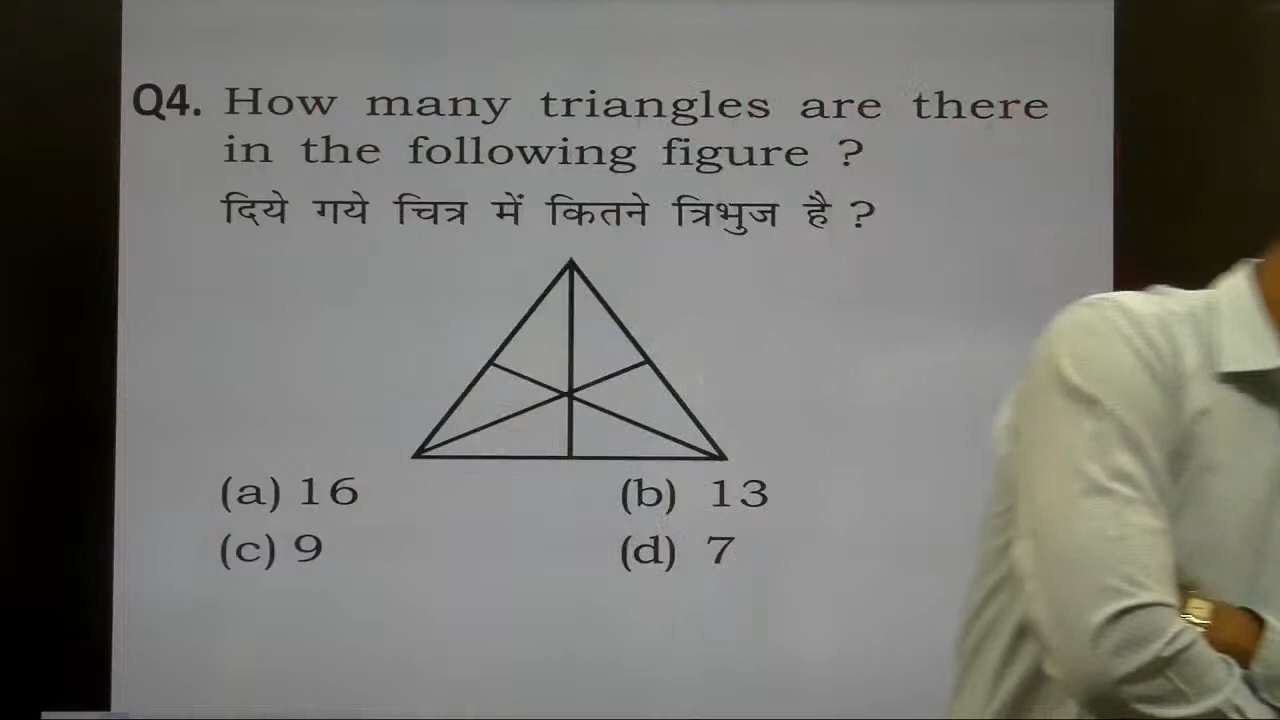 Q4. How many triangles are there
in the following figure ?
दिये गये चित्र में कितने त्रिभुज है ?
(a) 16 (b) 13
(c) 9 (d) 7